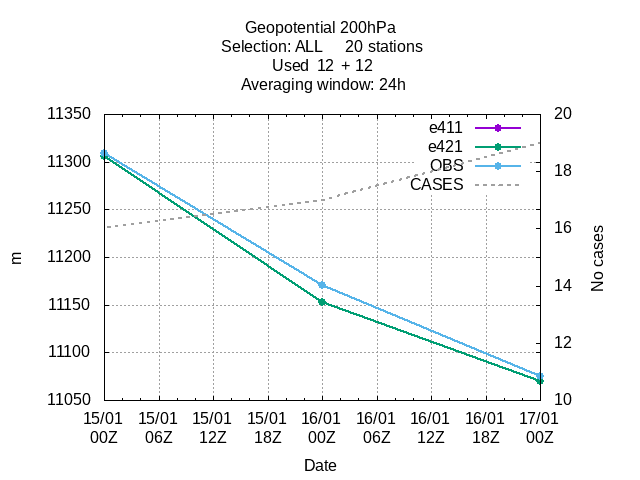 Geopotential 200hPa
Selection: ALL 20 stations
Used 12 + 12
Averaging window: 24h
11350
11300
11250
11200
11150
11100
11050
m
20
18
16
14
12
10
No cases
e411
e421
OBS
CASES
15/01 15/01 15/01 15/01 16/01 16/01 16/01 16/01 17/01
00Z 06Z 12Z 18Z 00Z 06Z 12Z 18Z 00Z
Date